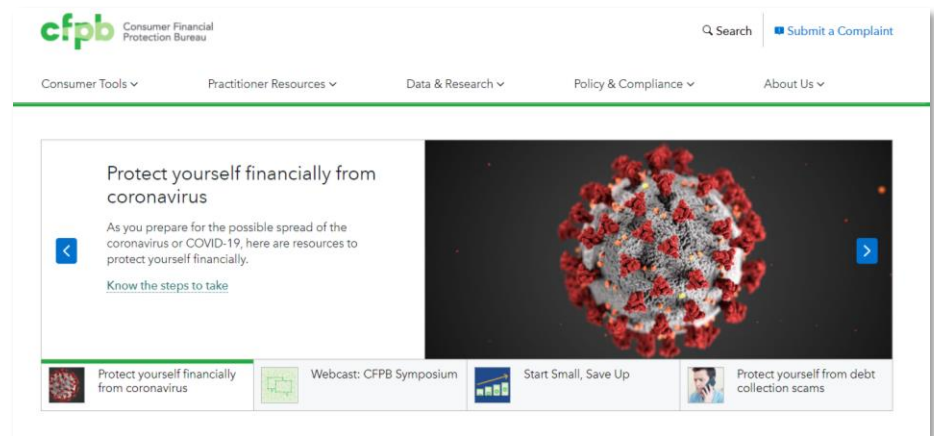 cfpb Consumer Financial
Protection Bureau
Search
Submit a Complaint
Consumer Tools
Practitioner Resources
Data & Research
Policy & Compliance
About Us
Protect yourself financially from
coronavirus
As you prepare for the possible spread of the
coronavirus or COVID-19, here are resources to
protect yourself financially.
Know the steps to take
Protect yourself financially
from coronavirus
Webcast: CFPB Symposium
Start Small, Save Up
Protect yourself from debt
collection scams